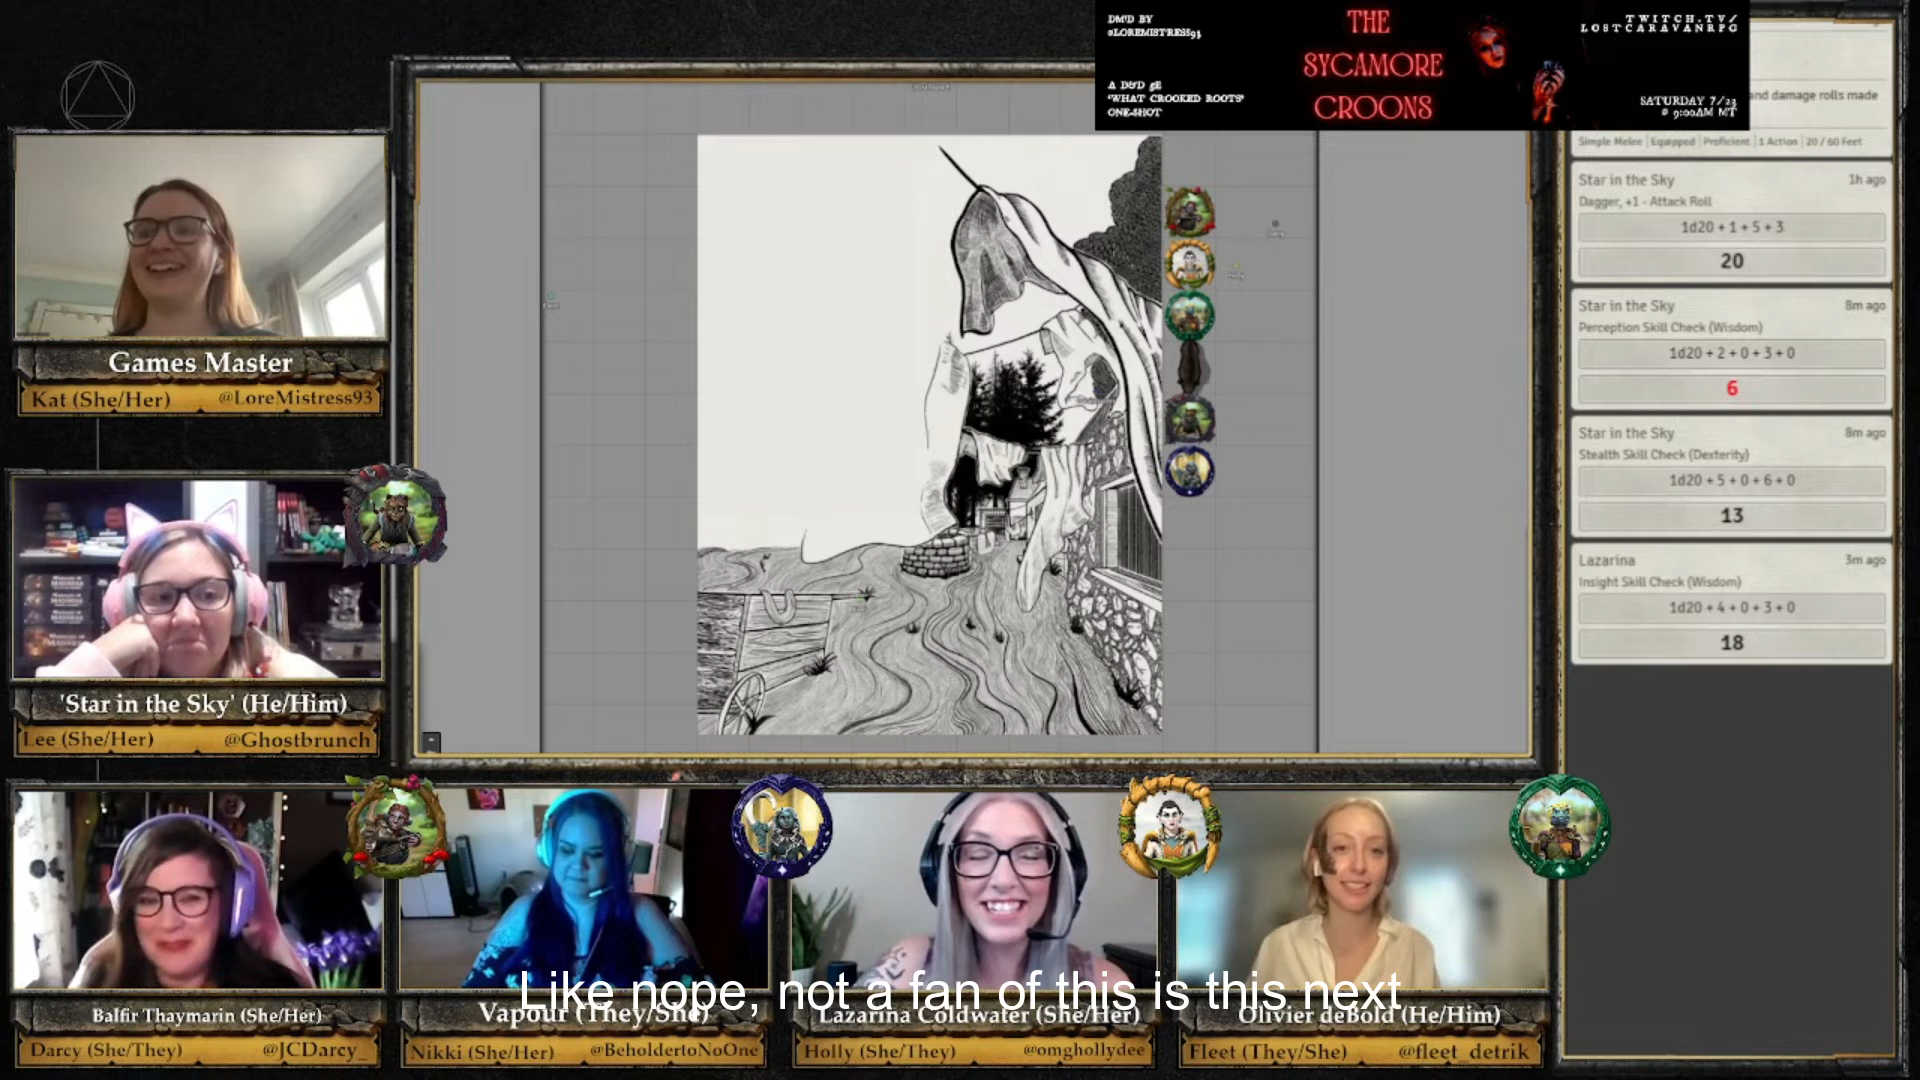 DM'D BY
@LOREMISTRESS93
A D&D 5E
'WHAT CROOKED ROOTS'
ONE-SHOT
THE
SYCAMORE
CROONS
TWITCH.TV/
LOSTCARAVANRPG
SATURDAY 7/23
@ 9:00AM MT
and damage rolls made
Simple Melee | Equipped | Proficient | 1 Action | 20 / 60 Feet
Star in the Sky 1h ago
Dagger, +1 - Attack Roll
1d20 + 1 + 5 + 3
20
Star in the Sky 8m ago
Perception Skill Check (Wisdom)
1d20 + 2 + 0 + 3 + 0
6
Star in the Sky 8m ago
Stealth Skill Check (Dexterity)
1d20 + 5 + 0 + 6 + 0
13
Lazarina 3m ago
Insight Skill Check (Wisdom)
1d20 + 4 + 0 + 3 + 0
18
Games Master
Kat (She/Her) @LoreMistress93
'Star in the Sky' (He/Him)
Lee (She/Her) @Ghostbrunch
Like nope, not a fan of this is this next
Balfir Thaymarin (She/Her)
Darcy (She/They) @JCDarcy_
Vapour (They/She)
Nikki (She/Her) @BeholdertoNoOne
Lazarina Coldwater (She/Her)
Holly (She/They) @omghollydee
Olivier deBold (He/Him)
Fleet (They/She) @fleet_detrik